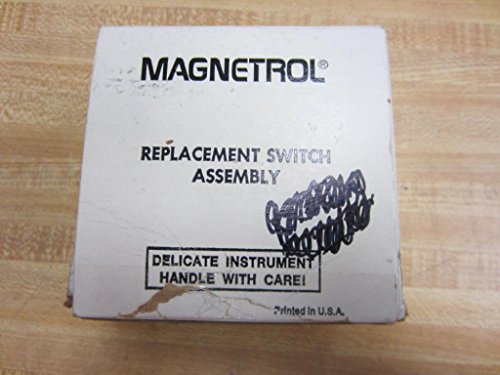 MAGNETROL®
REPLACEMENT SWITCH
ASSEMBLY
DELICATE INSTRUMENT
HANDLE WITH CARE!
Printed in U.S.A.